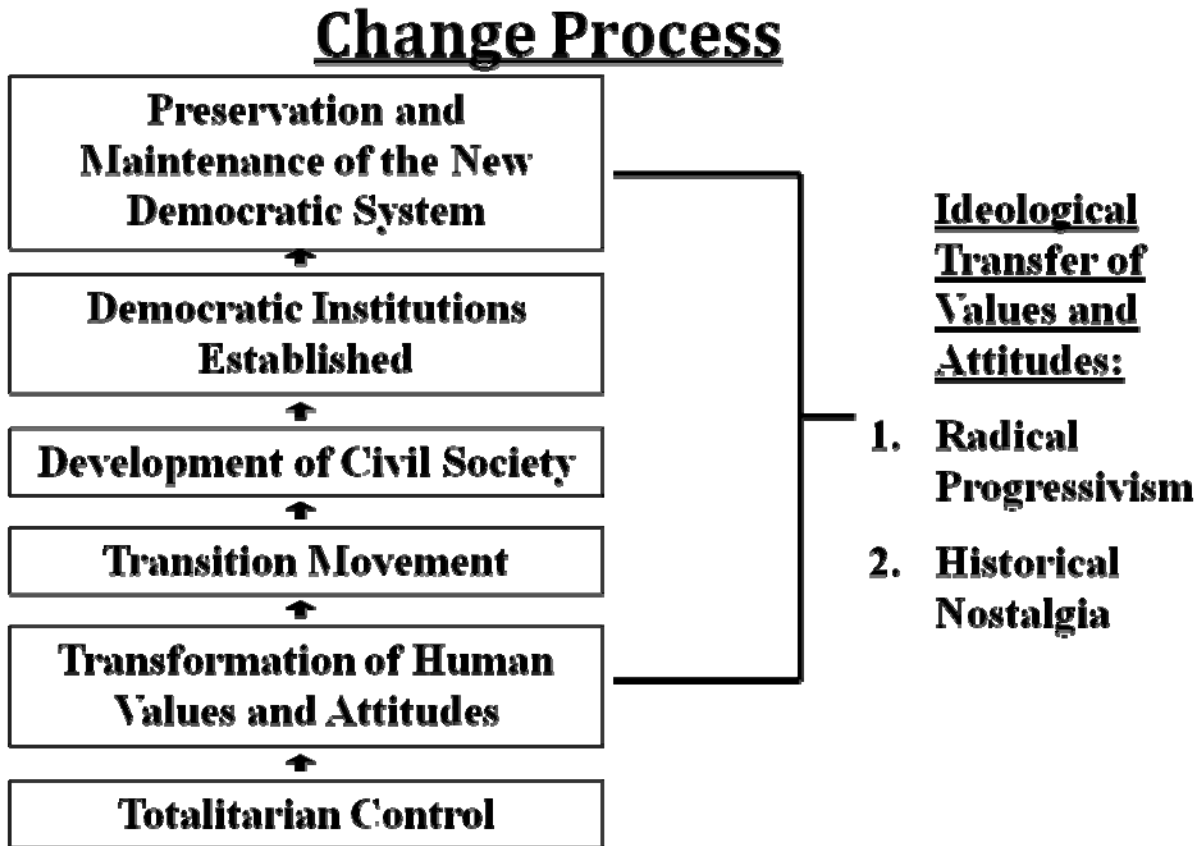 Change Process
Preservation and
Maintenance of the New
Democratic System
Democratic Institutions
Established
Development of Civil Society
Transition Movement
Transformation of Human
Values and Attitudes
Totalitarian Control
Ideological
Transfer of
Values and
Attitudes:
1. Radical
Progressivism
2. Historical
Nostalgia